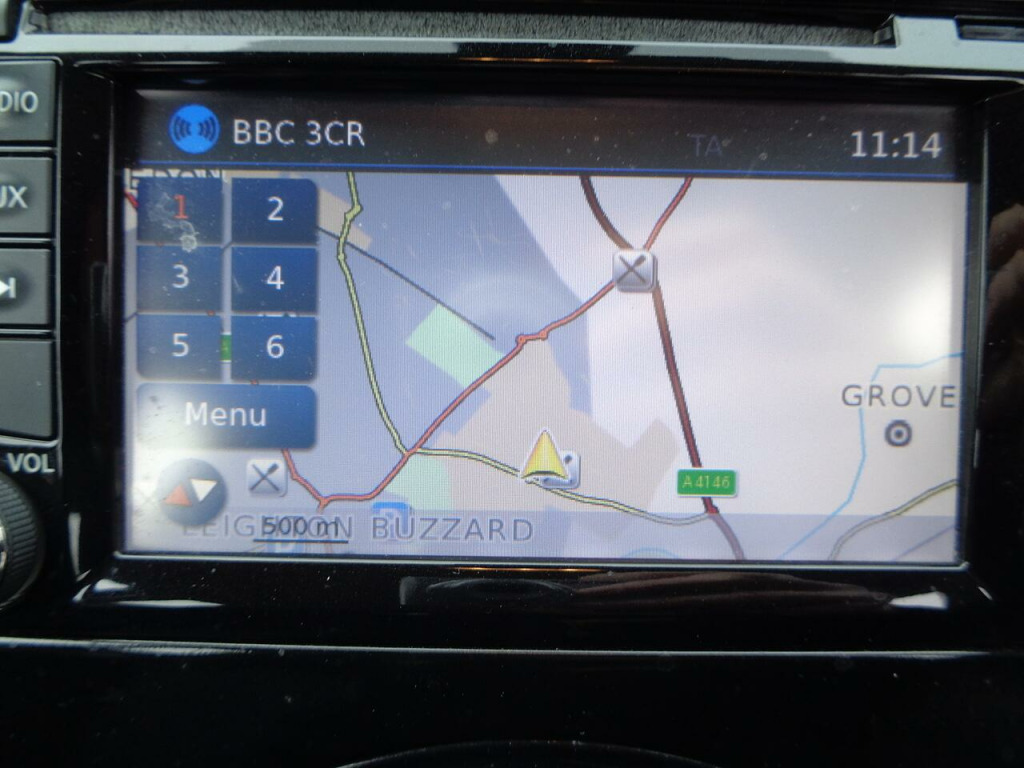 DIO
BBC 3CR
TA
11:14
1
2
UX
3
4
5
6
GROVE
Menu
VOL
A4146
500 m
LEIGHTON BUZZARD